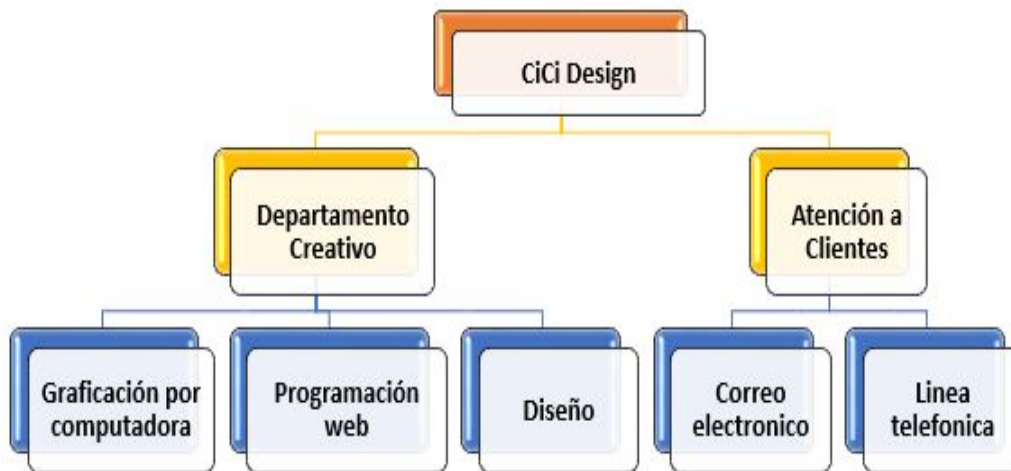 CiCi Design
Departamento
Creativo
Atención a
Clientes
Graficación por
computadora
Programación
web
Diseño
Correo
electronico
Linea
telefonica